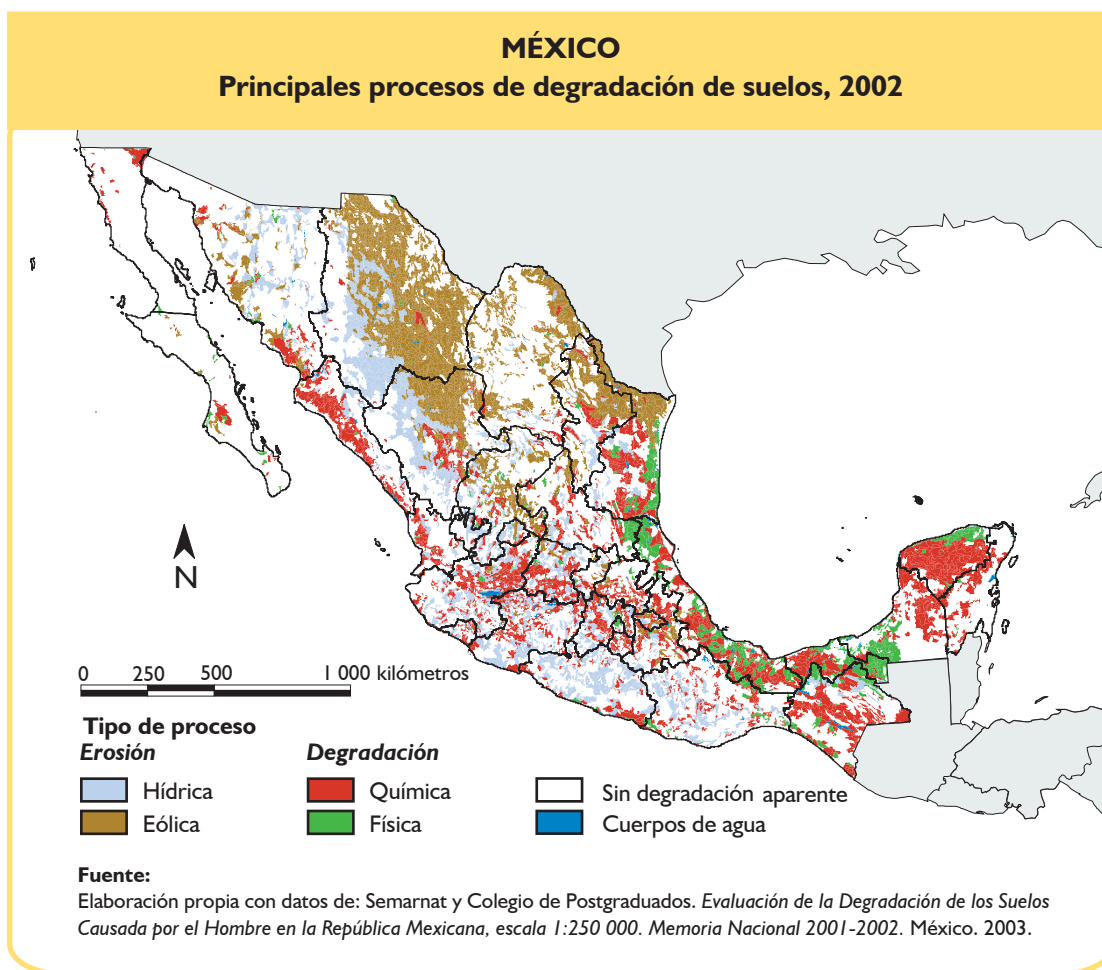 MÉXICO
Principales procesos de degradación de suelos, 2002
N
0 250 500 1 000 kilómetros
Tipo de proceso
Erosión
Hídrica
Eólica
Degradación
Química
Física
Sin degradación aparente
Cuerpos de agua
Fuente:
Elaboración propia con datos de: Semarnat y Colegio de Postgraduados. Evaluación de la Degradación de los Suelos
Causada por el Hombre en la República Mexicana, escala 1:250 000. Memoria Nacional 2001-2002. México. 2003.